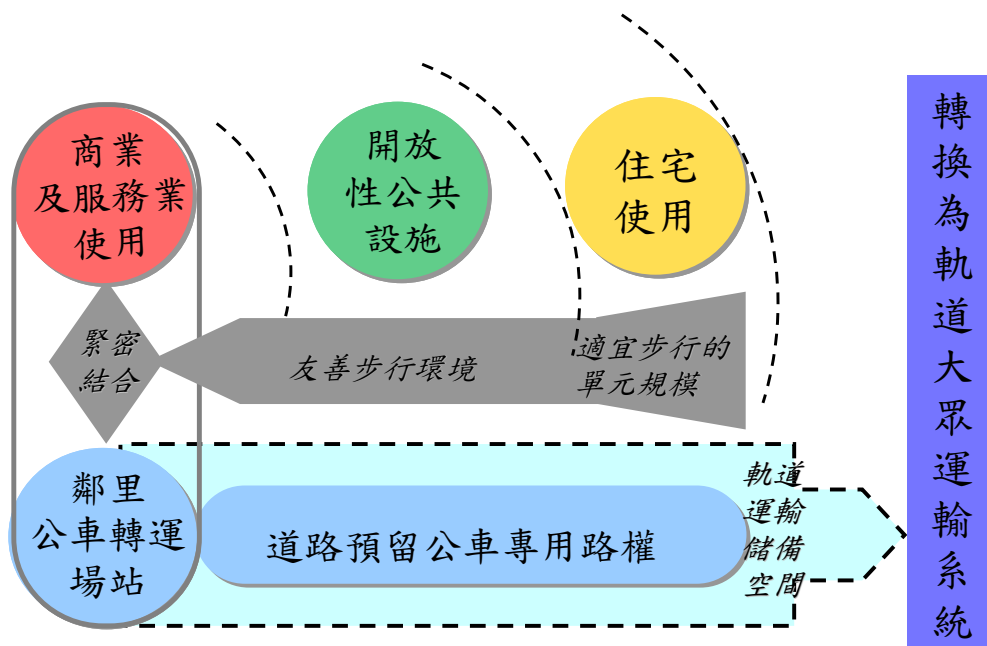 商業
及服務業
使用
開放
性公共
設施
住宅
使用
緊密
結合
友善步行環境
適宜步行的
單元規模
鄰里
公車轉運
場站
道路預留公車專用路權
軌道
運輸
儲備
空間
轉換為軌道大眾運輸系統